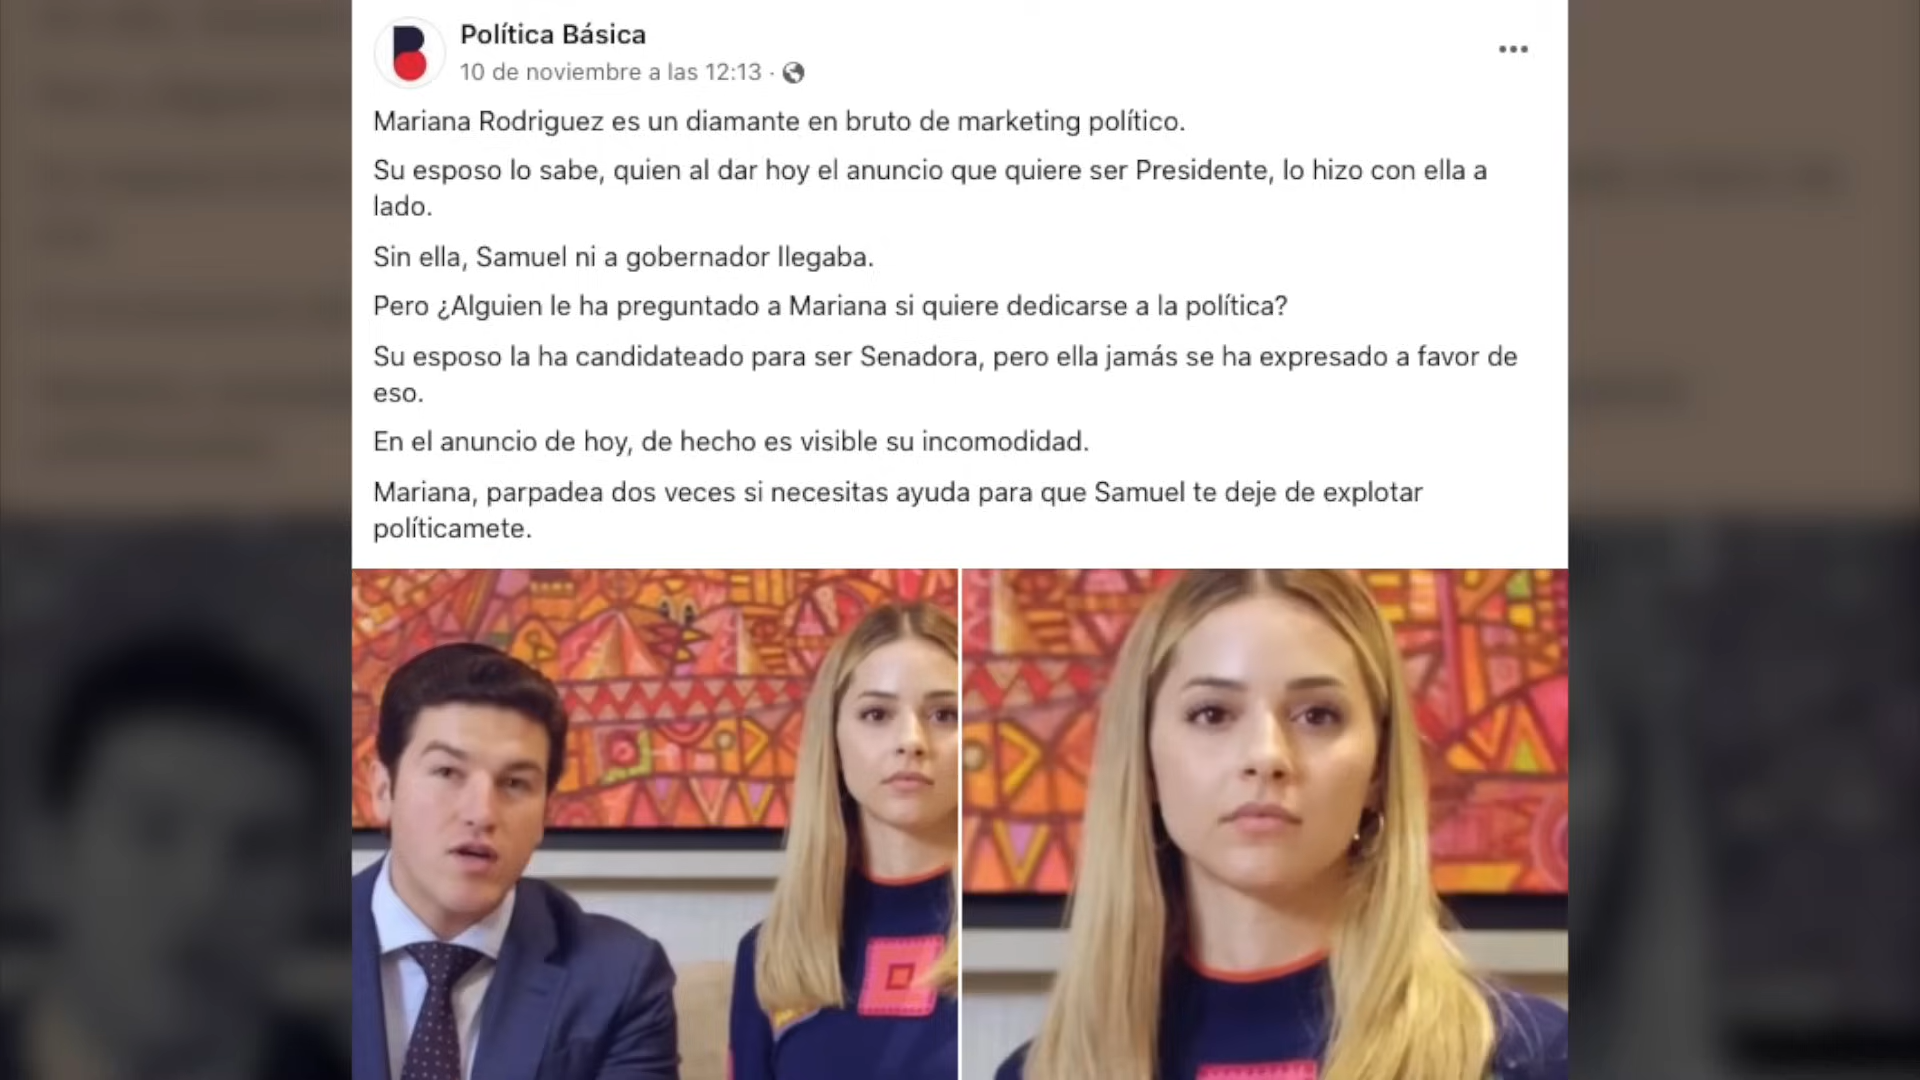 Política Básica
10 de noviembre a las 12:13 ·
Mariana Rodriguez es un diamante en bruto de marketing político.
Su esposo lo sabe, quien al dar hoy el anuncio que quiere ser Presidente, lo hizo con ella a
lado.
Sin ella, Samuel ni a gobernador llegaba.
Pero ¿Alguien le ha preguntado a Mariana si quiere dedicarse a la política?
Su esposo la ha candidateado para ser Senadora, pero ella jamás se ha expresado a favor de
eso.
En el anuncio de hoy, de hecho es visible su incomodidad.
Mariana, parpadea dos veces si necesitas ayuda para que Samuel te deje de explotar
políticamete.